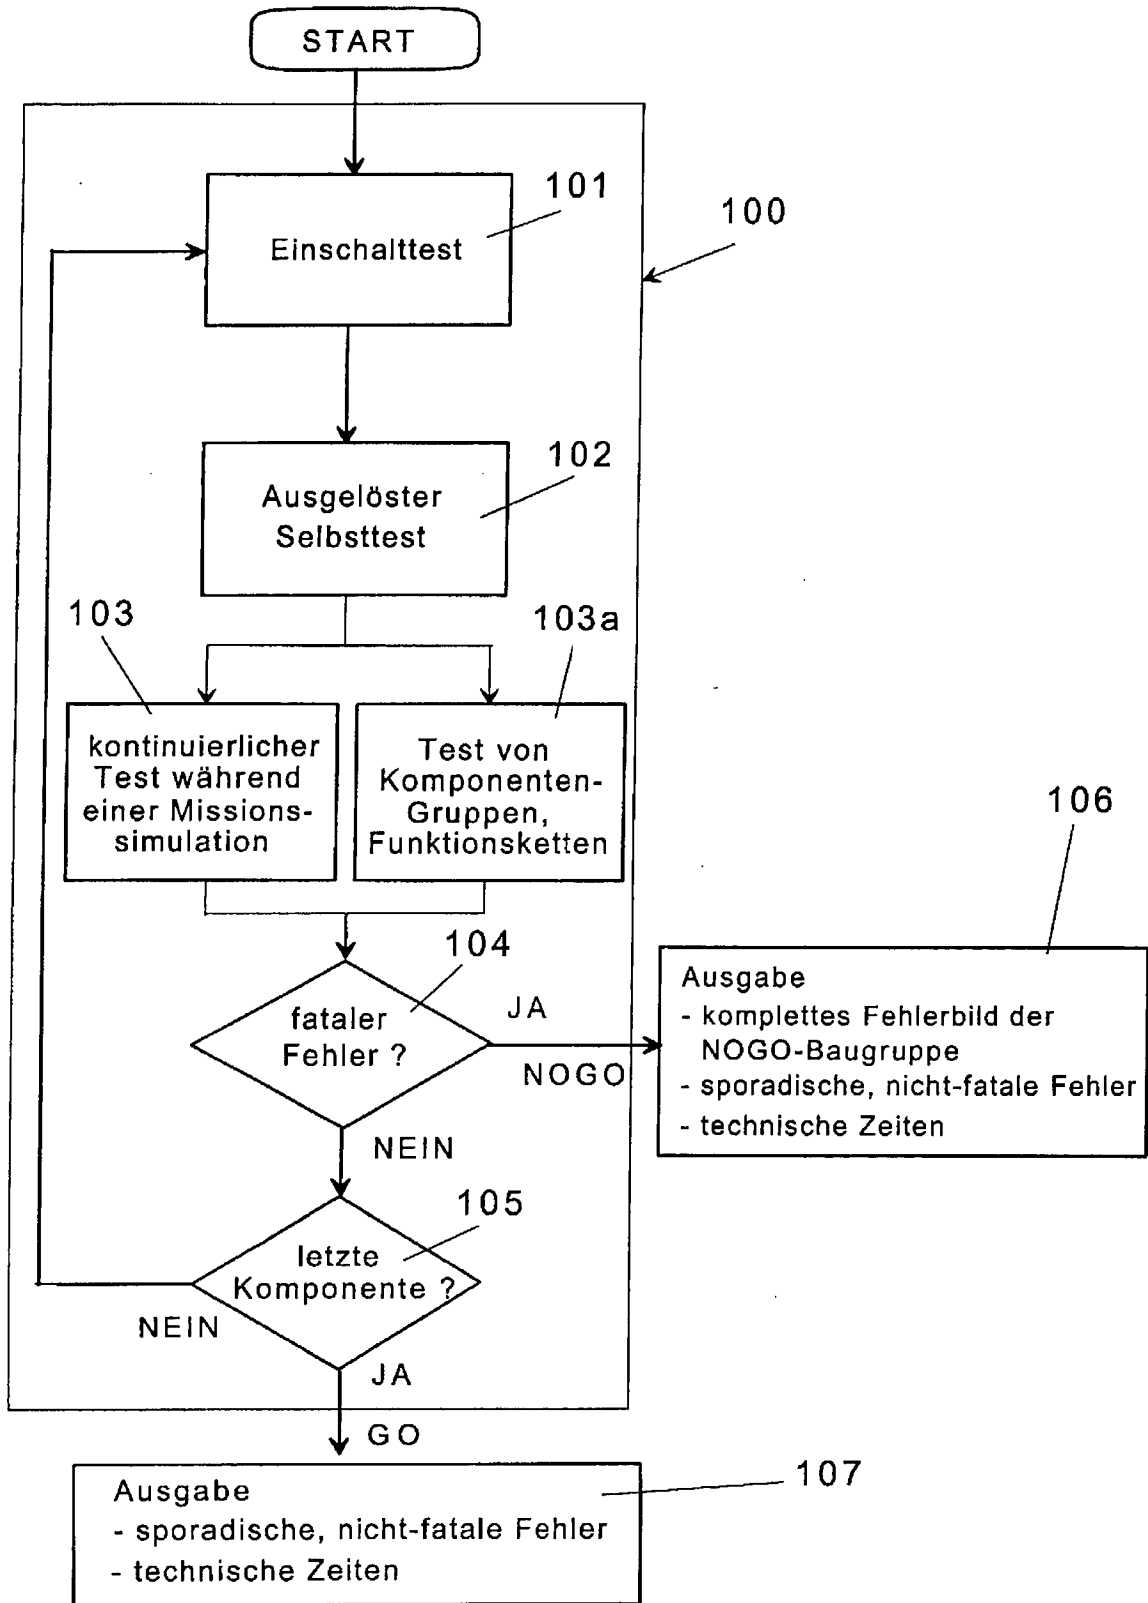 START
101
100
Einschalttest
102
Ausgelöster
Selbsttest
103
103a
kontinuierlicher
Test während
einer Missions-
simulation
Test von
Komponenten-
Gruppen,
Funktionsketten
106
104
fataler
Fehler ?
JA
NOGO
NEIN
Ausgabe
- komplettes Fehlerbild der
NOGO-Baugruppe
- sporadische, nicht-fatale Fehler
- technische Zeiten
105
letzte
Komponente ?
NEIN
JA
GO
107
Ausgabe
- sporadische, nicht-fatale Fehler
- technische Zeiten